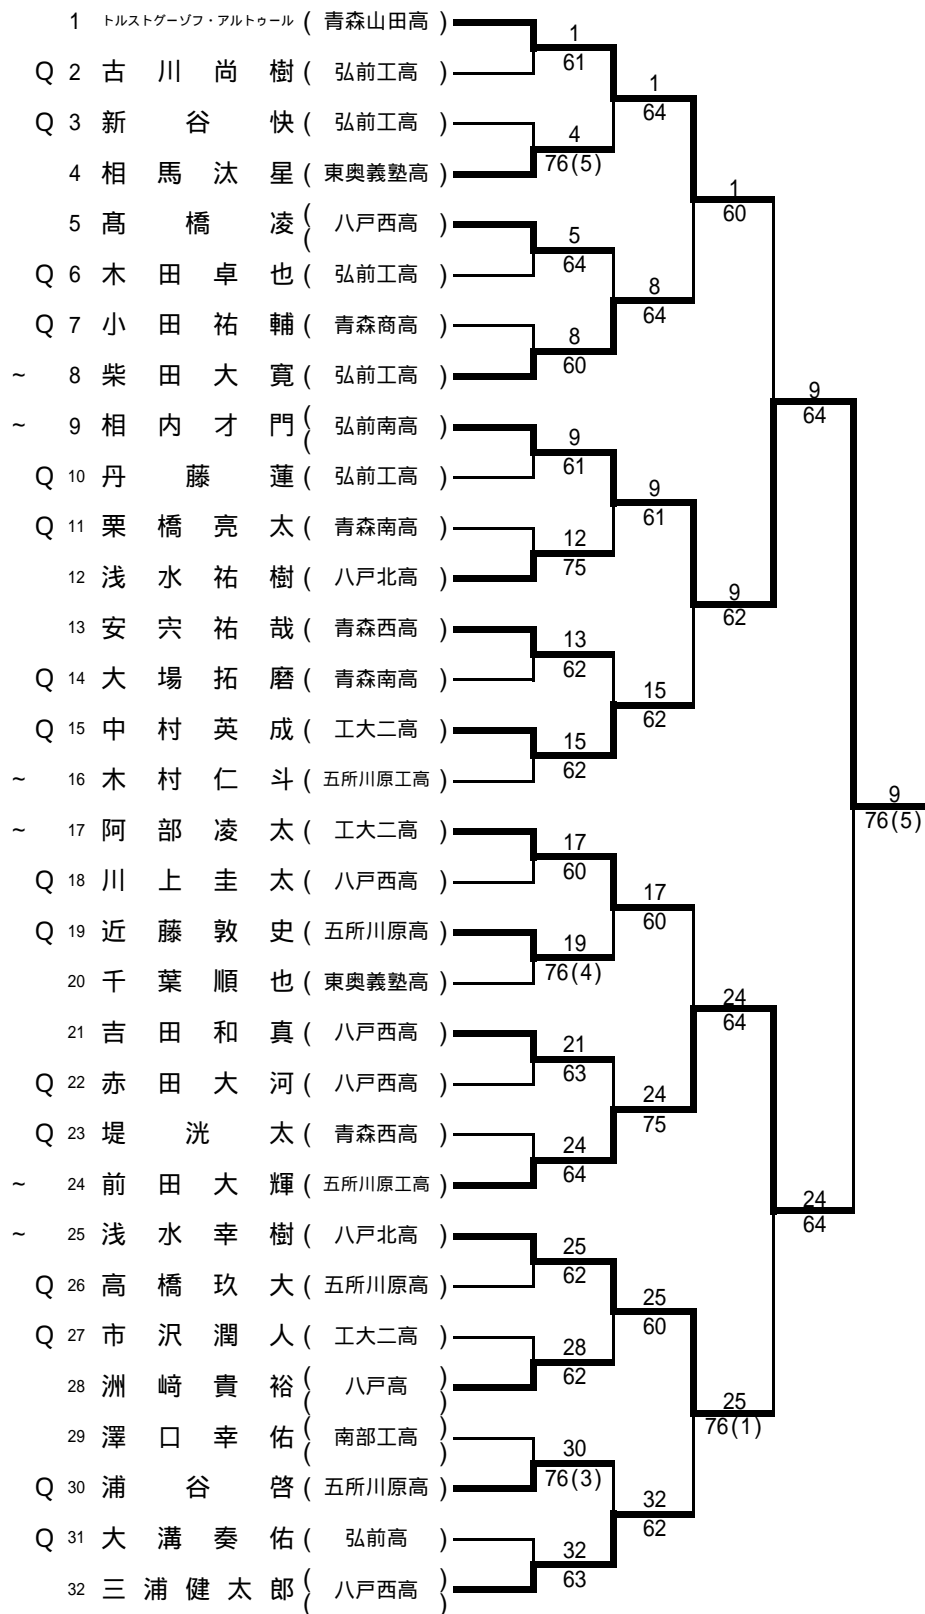 1 トルストグーゾフ・アルトゥール ( 青森山田高 )
1
61
Q 2 古川尚樹 ( 弘前工高 )
1
64
Q 3 新谷快 ( 弘前工高 )
4
76(5)
4 相馬汰星 ( 東奥義塾高 )
1
60
5 髙橋凌 ( ( 八戸西高 )
5
64
Q 6 木田卓也 ( 弘前工高 )
8
64
Q 7 小田祐輔 ( 青森商高 )
8
60
~ 8 柴田大寛 ( 弘前工高 )
9
64
~ 9 相内才門 ( ( 弘前南高 )
9
61
Q 10 丹藤蓮 ( 弘前工高 )
9
61
Q 11 栗橋亮太 ( 青森南高 )
12
75
12 浅水祐樹 ( 八戸北高 )
9
62
13 安宍祐哉 ( 青森西高 )
13
62
Q 14 大場拓磨 ( 青森南高 )
15
62
Q 15 中村英成 ( 工大二高 )
15
62
~ 16 木村仁斗 ( 五所川原工高 )
9
76(5)
~ 17 阿部凌太 ( 工大二高 )
17
60
Q 18 川上圭太 ( 八戸西高 )
17
60
Q 19 近藤敦史 ( 五所川原高 )
19
76(4)
20 千葉順也 ( 東奥義塾高 )
24
64
21 吉田和真 ( 八戸西高 )
21
63
Q 22 赤田大河 ( 八戸西高 )
24
75
Q 23 堤洸太 ( 青森西高 )
24
64
~ 24 前田大輝 ( 五所川原工高 )
24
64
~ 25 浅水幸樹 ( 八戸北高 )
25
62
Q 26 高橋玖大 ( 五所川原高 )
25
60
Q 27 市沢潤人 ( 工大二高 )
28
62
28 洲﨑貴裕 ( ( 八戸高 ) )
25
76(1)
29 澤口幸佑 ( ( 南部工高 ) )
30
76(3)
Q 30 浦谷啓 ( 五所川原高 )
32
62
Q 31 大溝奏佑 ( 弘前高 )
32
63
32 三浦健太郎 ( ( 八戸西高 ) )